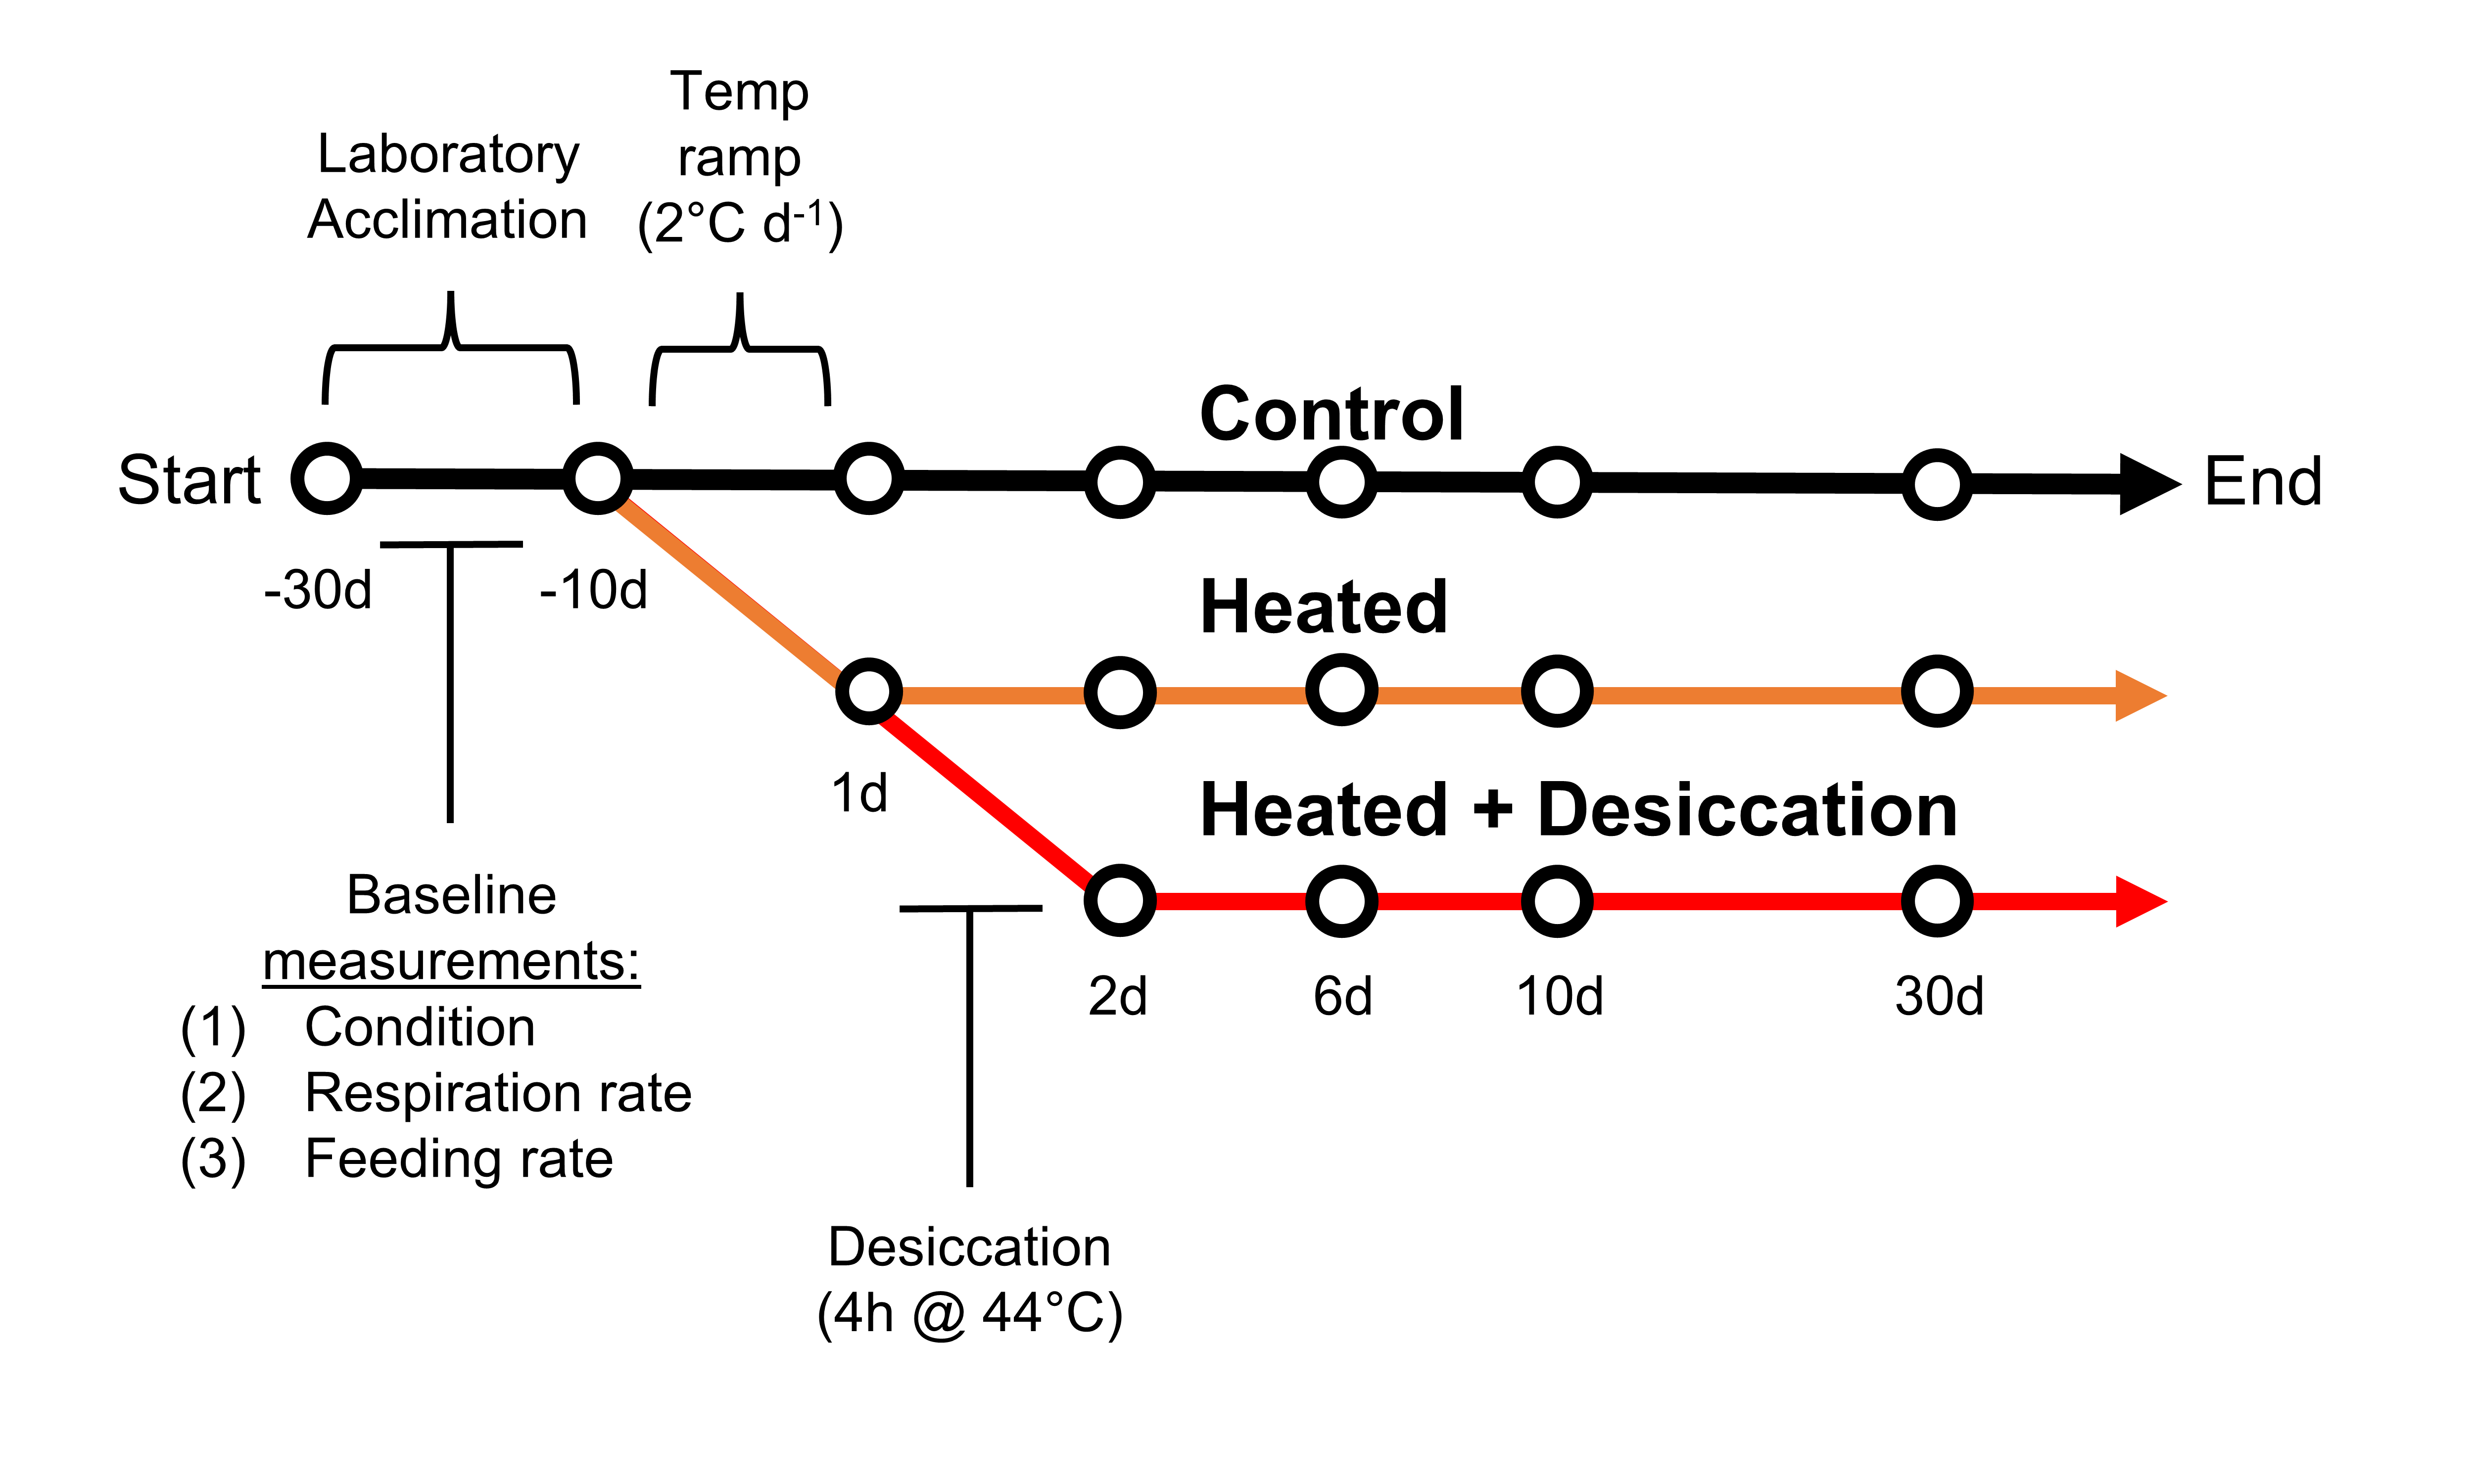 Laboratory
Acclimation
Temp
ramp
(2°C d-1)
Control
Start
End
-30d
-10d
Heated
1d
Heated + Desiccation
2d
6d
10d
30d
Baseline
measurements:
(1) Condition
(2) Respiration rate
(3) Feeding rate
Desiccation
(4h @ 44°C)